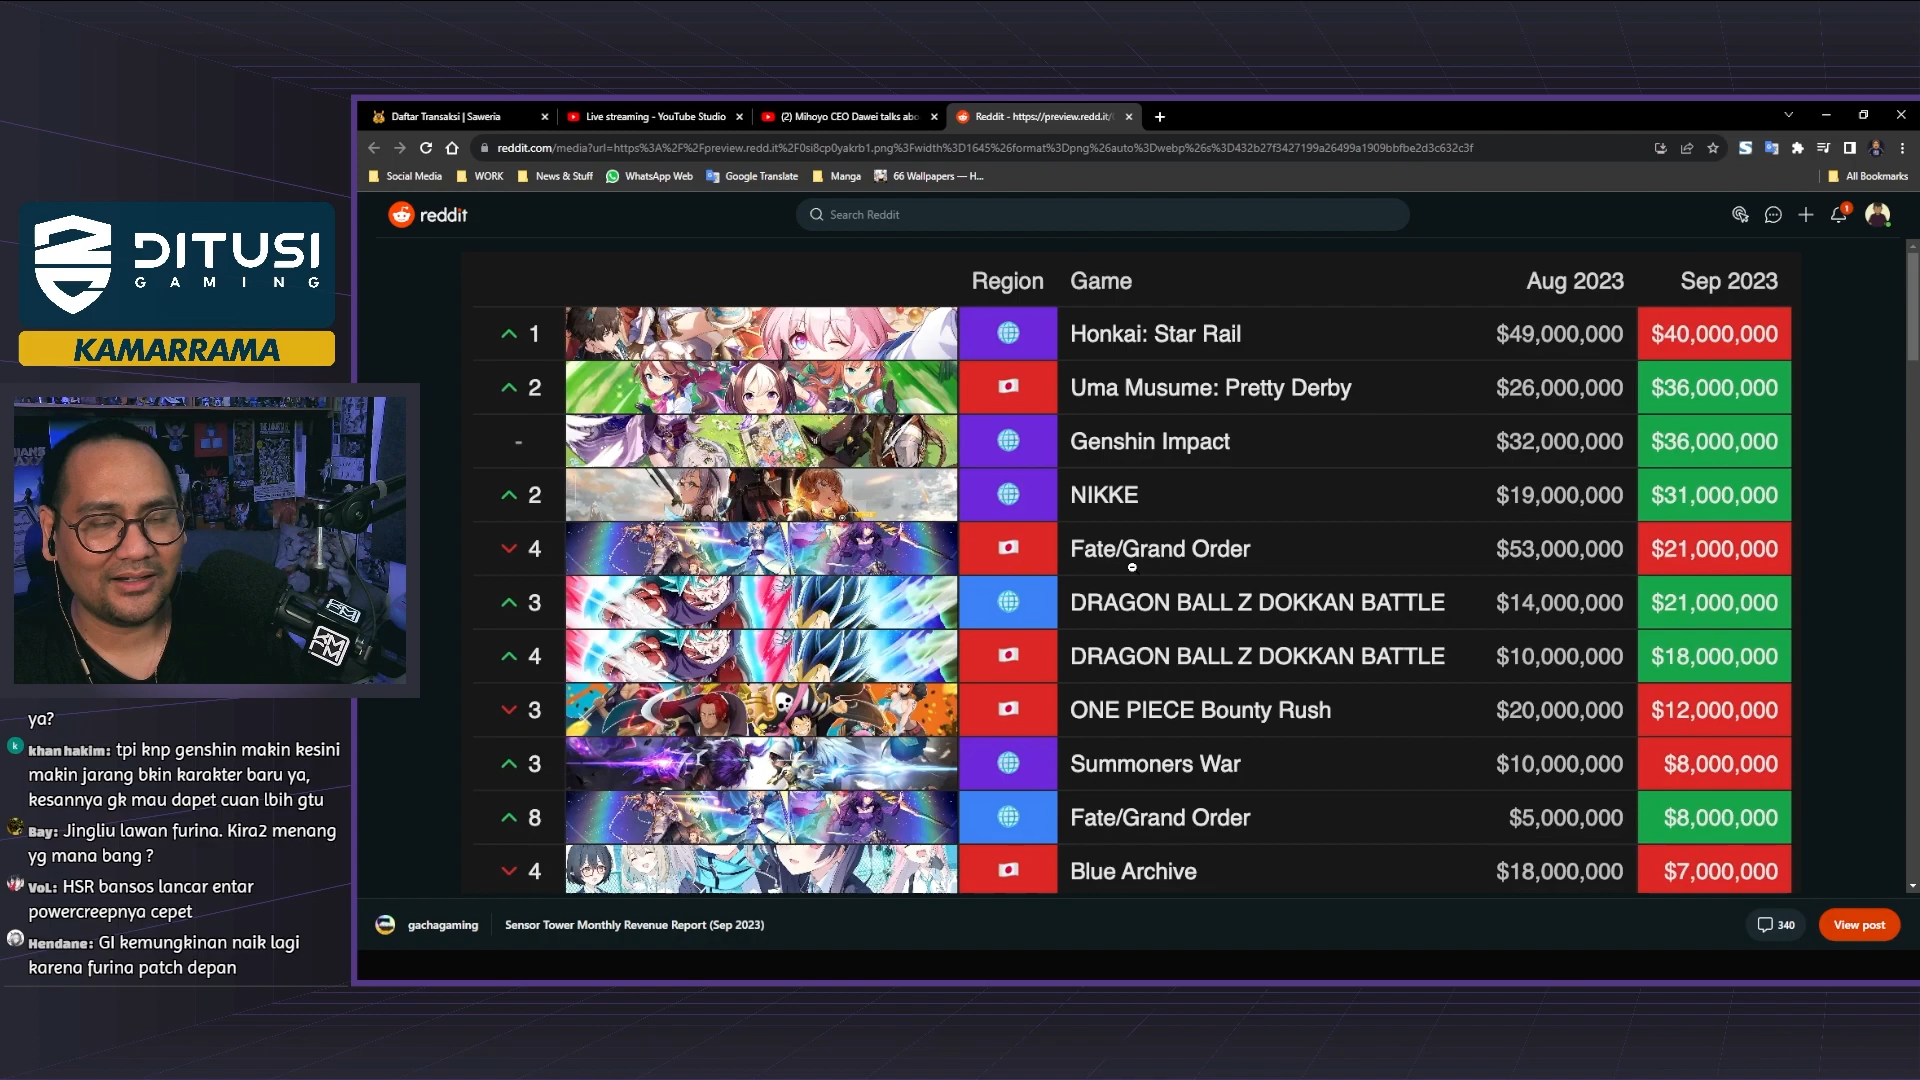 Daftar Transaksi | Saweria
Live streaming - YouTube Studio
(2) Mihoyo CEO Dawei talks abo
Reddit - https://preview.redd.it/
reddit.com/media?url=https%3A%2F%2Fpreview.redd.it%2F0si8cp0yakrb1.png%3Fwidth%3D1645%26format%3Dpng%26auto%3Dwebp%26s%3D432b27f3427199a26499a1909bbfbe2d3c632c3f
Social Media
WORK
News & Stuff
WhatsApp Web
Google Translate
Manga
66 Wallpapers — H...
All Bookmarks
reddit
Search Reddit
1
DITUSI
GAMING
KAMARRAMA
Region Game Aug 2023 Sep 2023
1 Honkai: Star Rail $49,000,000 $40,000,000
2 Uma Musume: Pretty Derby $26,000,000 $36,000,000
- Genshin Impact $32,000,000 $36,000,000
2 NIKKE $19,000,000 $31,000,000
4 Fate/Grand Order $53,000,000 $21,000,000
3 DRAGON BALL Z DOKKAN BATTLE $14,000,000 $21,000,000
4 DRAGON BALL Z DOKKAN BATTLE $10,000,000 $18,000,000
3 ONE PIECE Bounty Rush $20,000,000 $12,000,000
3 Summoners War $10,000,000 $8,000,000
8 Fate/Grand Order $5,000,000 $8,000,000
4 Blue Archive $18,000,000 $7,000,000
gachagaming
Sensor Tower Monthly Revenue Report (Sep 2023)
340
View post
ya?
khan hakim: tpi knp genshin makin kesini
makin jarang bkin karakter baru ya,
kesannya gk mau dapet cuan lbih gtu
Bay: Jingliu lawan furina. Kira2 menang
yg mana bang ?
VoL: HSR bansos lancar entar
powercreepnya cepet
Hendane: GI kemungkinan naik lagi
karena furina patch depan